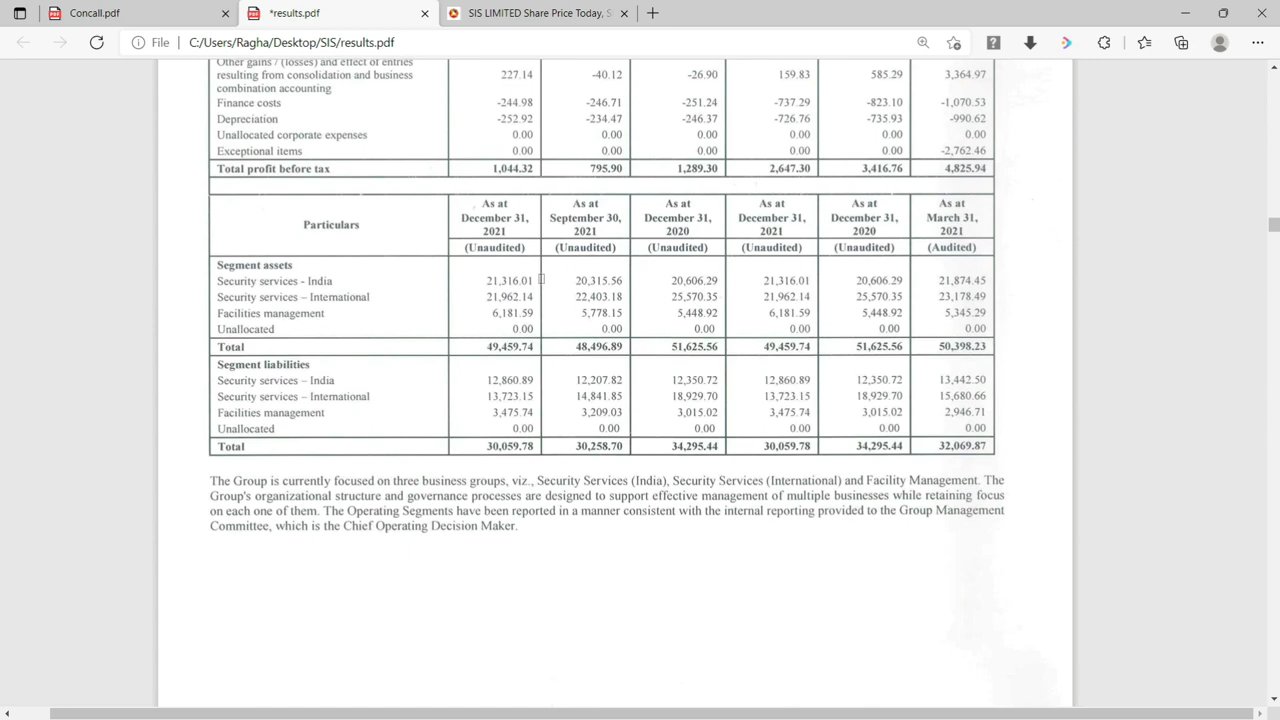 Concall.pdf
*results.pdf
SIS LIMITED Share Price Today, S
File C:/Users/Ragha/Desktop/SIS/results.pdf
Other gains / (losses) and effect of entries
resulting from consolidation and business 227.14 -40.12 -26.90 159.83 585.29 3,364.97
combination accounting
Finance costs -244.98 -246.71 -251.24 -737.29 -823.10 -1,070.53
Depreciation -252.92 -234.47 -246.37 -726.76 -735.93 -990.62
Unallocated corporate expenses 0.00 0.00 0.00 0.00 0.00 0.00
Exceptional items 0.00 0.00 0.00 0.00 0.00 -2,762.46
Total profit before tax 1,044.32 795.90 1,289.30 2,647.30 3,416.76 4,825.94
As at As at As at As at As at As at
Particulars December 31, September 30, December 31, December 31, December 31, March 31,
2021 2021 2020 2021 2020 2021
(Unaudited) (Unaudited) (Unaudited) (Unaudited) (Unaudited) (Audited)
Segment assets
Security services - India 21,316.01 20,315.56 20,606.29 21,316.01 20,606.29 21,874.45
Security services – International 21,962.14 22,403.18 25,570.35 21,962.14 25,570.35 23,178.49
Facilities management 6,181.59 5,778.15 5,448.92 6,181.59 5,448.92 5,345.29
Unallocated 0.00 0.00 0.00 0.00 0.00 0.00
Total 49,459.74 48,496.89 51,625.56 49,459.74 51,625.56 50,398.23
Segment liabilities
Security services – India 12,860.89 12,207.82 12,350.72 12,860.89 12,350.72 13,442.50
Security services – International 13,723.15 14,841.85 18,929.70 13,723.15 18,929.70 15,680.66
Facilities management 3,475.74 3,209.03 3,015.02 3,475.74 3,015.02 2,946.71
Unallocated 0.00 0.00 0.00 0.00 0.00 0.00
Total 30,059.78 30,258.70 34,295.44 30,059.78 34,295.44 32,069.87
The Group is currently focused on three business groups, viz., Security Services (India), Security Services (International) and Facility Management. The
Group's organizational structure and governance processes are designed to support effective management of multiple businesses while retaining focus
on each one of them. The Operating Segments have been reported in a manner consistent with the internal reporting provided to the Group Management
Committee, which is the Chief Operating Decision Maker.